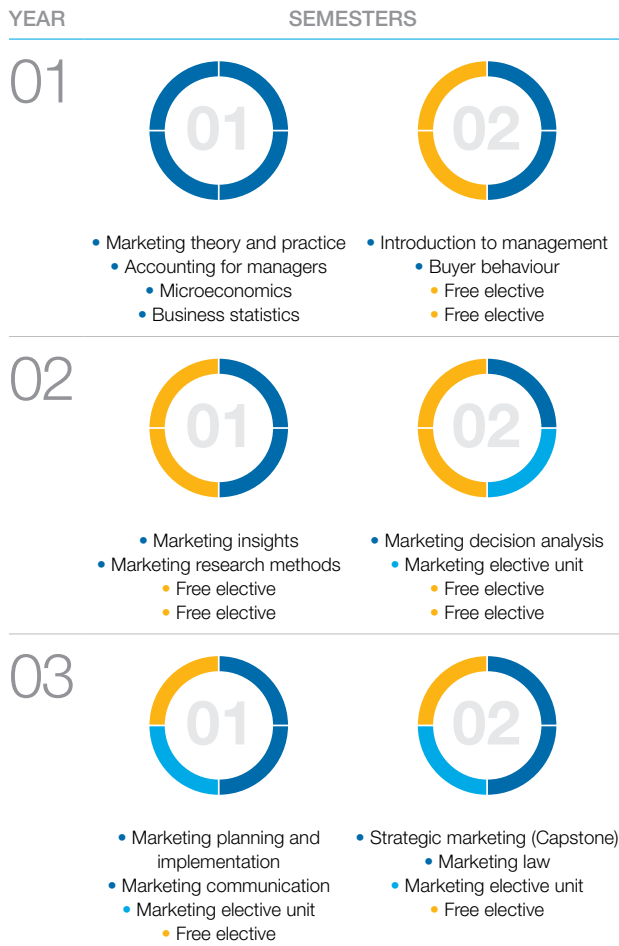 YEAR SEMESTERS
01
01
• Marketing theory and practice
• Accounting for managers
• Microeconomics
• Business statistics
02
• Introduction to management
• Buyer behaviour
• Free elective
• Free elective
02
01
• Marketing insights
• Marketing research methods
• Free elective
• Free elective
02
• Marketing decision analysis
• Marketing elective unit
• Free elective
• Free elective
03
01
• Marketing planning and
implementation
• Marketing communication
• Marketing elective unit
• Free elective
02
• Strategic marketing (Capstone)
• Marketing law
• Marketing elective unit
• Free elective